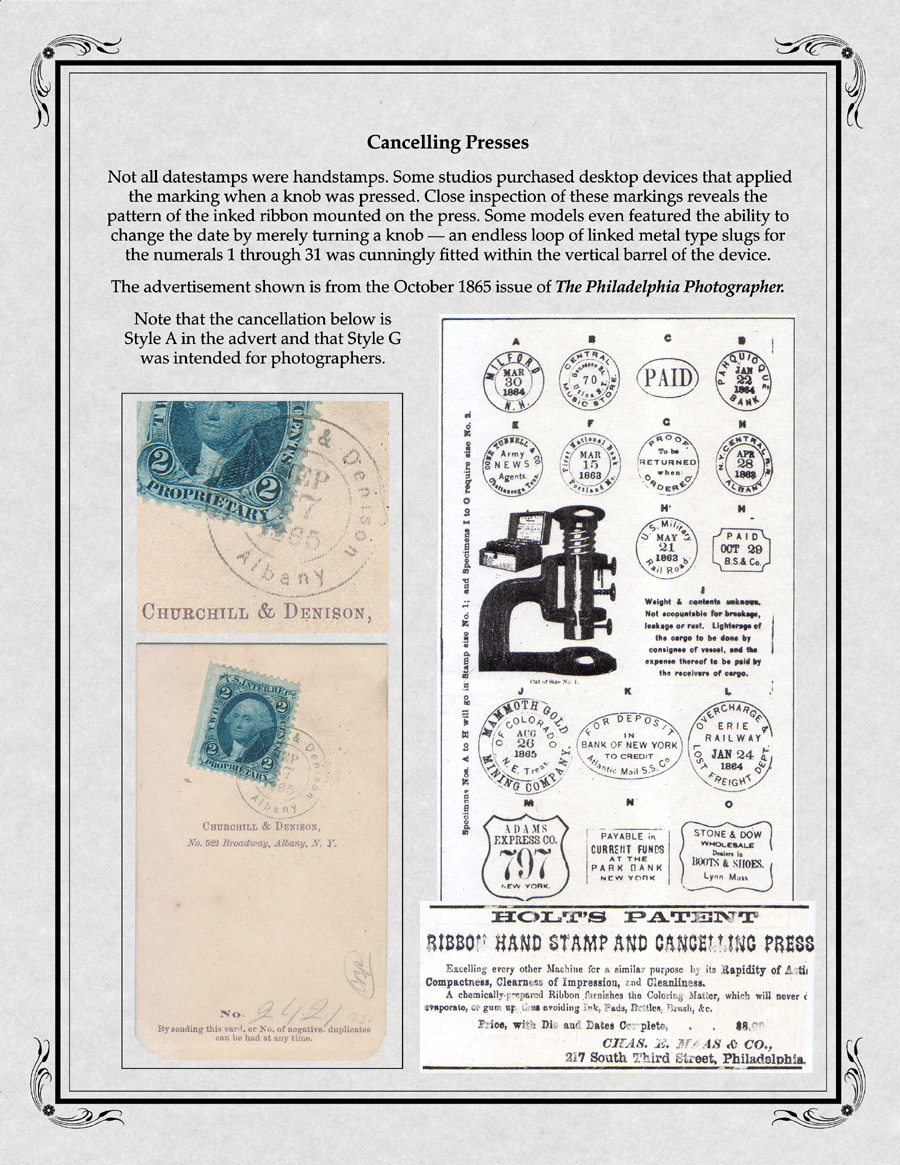 Cancelling Presses
Not all datestamps were handstamps. Some studios purchased desktop devices that applied
the marking when a knob was pressed. Close inspection of these markings reveals the
pattern of the inked ribbon mounted on the press. Some models even featured the ability to
change the date by merely turning a knob — an endless loop of linked metal type slugs for
the numerals 1 through 31 was cunningly fitted within the vertical barrel of the device.
The advertisement shown is from the October 1865 issue of The Philadelphia Photographer.
Note that the cancellation below is
Style A in the advert and that Style G
was intended for photographers.
2 2
PROPRIETARY
& Denison
Albany
CHURCHILL & DENISON,
U.S. INTER. REV.
2 2
TWO CENTS
2 2
PROPRIETARY
& Denison
Albany
CHURCHILL & DENISON,
No. 522 Broadway, Albany, N. Y.
No. 2421
By sending this card, or No. of negative, duplicates
can be had at any time.
Specimens Nos. A to H will go in Stamp size No. 1; and Specimens I to O require size No. 2.
A
MILFORD
MAR
30
1864
N.H.
B
CENTRAL
70
Utica N.Y.
MUSIC STORE
C
PAID
D
PAHQUIOQUE
JAN
22
1864
BANK
E
CONE TUNNELL & CO.
Army
NEWS
Agents.
Chattanooga Tenn.
F
First National Bank
MAR
15
1863
Portland Me.
G
PROOF
To be
RETURNED
when
ORDERED.
H
N.Y. CENTRAL R.R.
APR
28
1863
ALBANY
H'
U.S. Military
MAY
21
1863
Rail Road.
H
PAID
OCT 29
B.S.& Co.
I
Weight & contents unknown.
Not accountable for breakage,
leakage or rust. Lighterage of
the cargo to be done by
consignee of vessel, and the
expense thereof to be paid by
the receivers of cargo.
Cut of Size No. 1.
J
MAMMOTH GOLD
OF COLORADO
AUG
26
1865
N.E. Treas.
MINING COMPANY.
K
FOR DEPOSIT
IN
BANK OF NEW YORK
TO CREDIT
Atlantic Mail S.S. Co.
L
OVERCHARGE &
ERIE
RAILWAY
JAN 24
1864
LOST FREIGHT DEPT.
M
ADAMS
EXPRESS CO.
797
NEW YORK.
N
PAYABLE in
CURRENT FUNDS
AT THE
PARK BANK
NEW YORK
O
STONE & DOW
WHOLESALE
Dealers in
BOOTS & SHOES.
Lynn Mass
HOLT'S PATENT
RIBBON HAND STAMP AND CANCELLING PRESS
Excelling every other Machine for a similar purpose by its Rapidity of Acti
Compactness, Clearness of Impression, and Cleanliness.
A chemically-prepared Ribbon furnishes the Coloring Matter, which will never d
evaporate, or gum up, thus avoiding Ink, Pads, Bottles, Brush, &c.
Price, with Die and Dates Complete, . . $8.00
CHAS. E. MAAS & CO.,
217 South Third Street, Philadelphia.